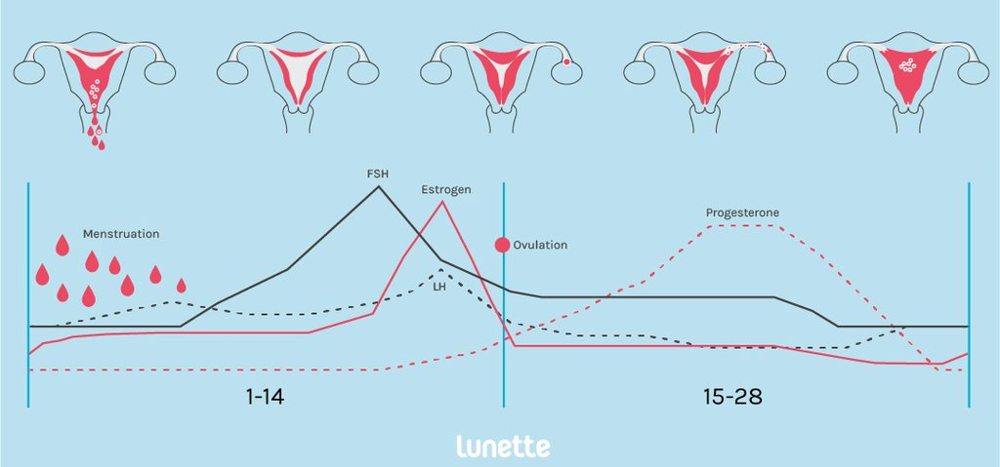 FSH
Estrogen
Menstruation
LH
Ovulation
Progesterone
1-14
15-28
lunette